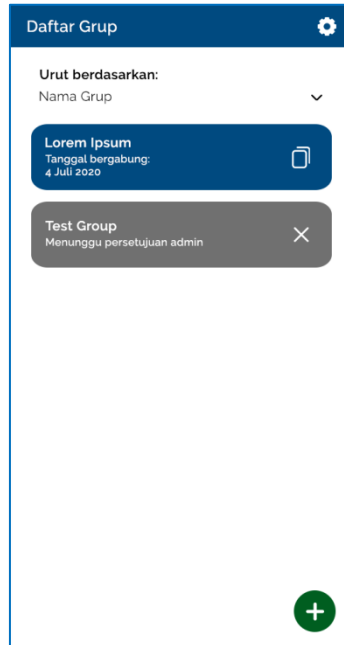 Daftar Grup
Urut berdasarkan:
Nama Grup
Lorem Ipsum
Tanggal bergabung:
4 Juli 2020
Test Group
Menunggu persetujuan admin